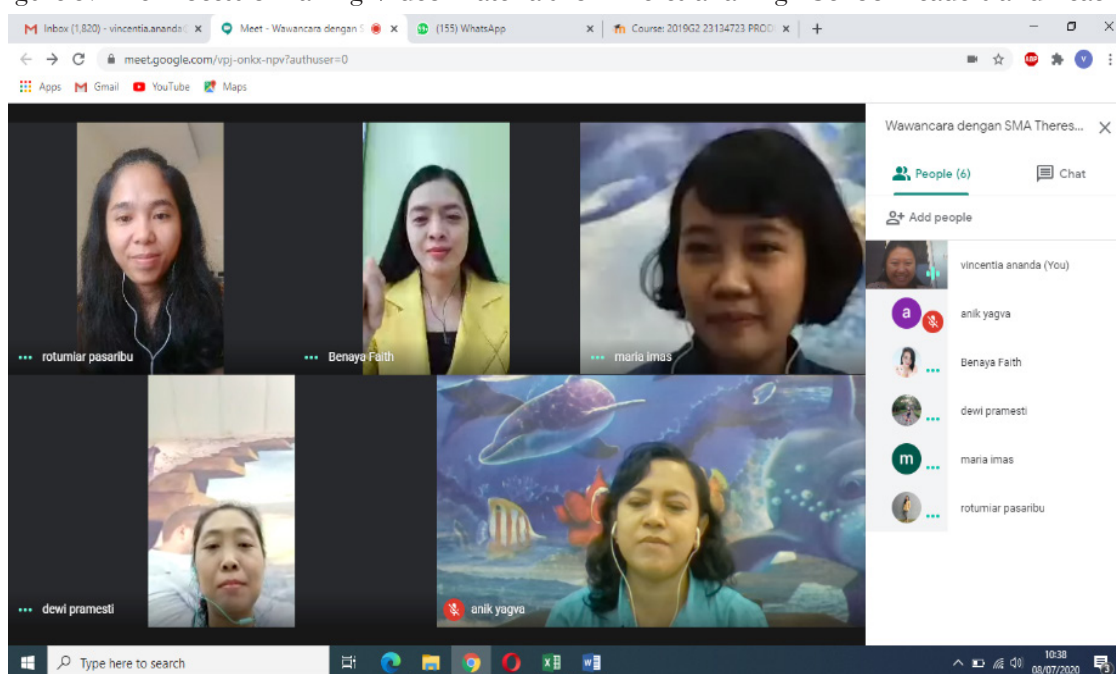 Inbox (1,820) - vincentia.ananda
Meet - Wawancara dengan S
(155) WhatsApp
Course: 2019G2 23134723 PROD
meet.google.com/vpj-onkx-npv?authuser=0
ABP
V
Apps
Gmail
YouTube
Maps
Wawancara dengan SMA Theres...
People (6)
Chat
Add people
vincentia ananda (You)
a
anik yagva
Benaya Faith
dewi pramesti
m
maria imas
rotumiar pasaribu
rotumiar pasaribu
Benaya Faith
maria imas
dewi pramesti
anik yagva
Type here to search
10:38
08/07/2020
3